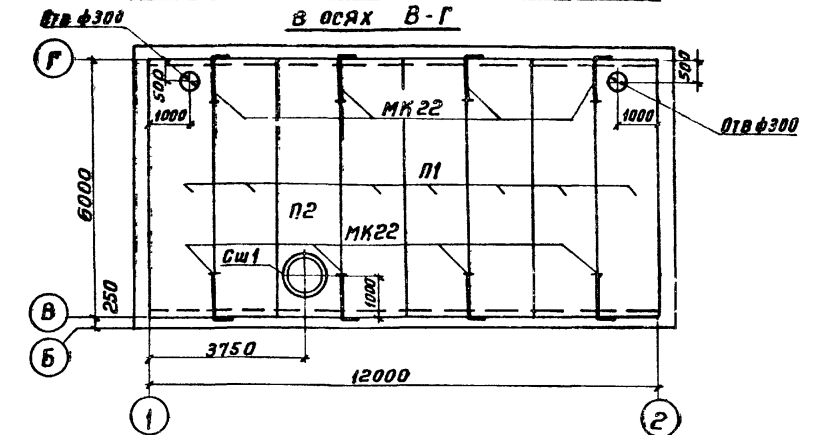 Отв ф300
в осях В-Г
Г
500
1000
МК22
500
1000
Отв ф300
6000
П1
П2
МК22
Сш1
1000
250
В
Б
3750
12000
1
2